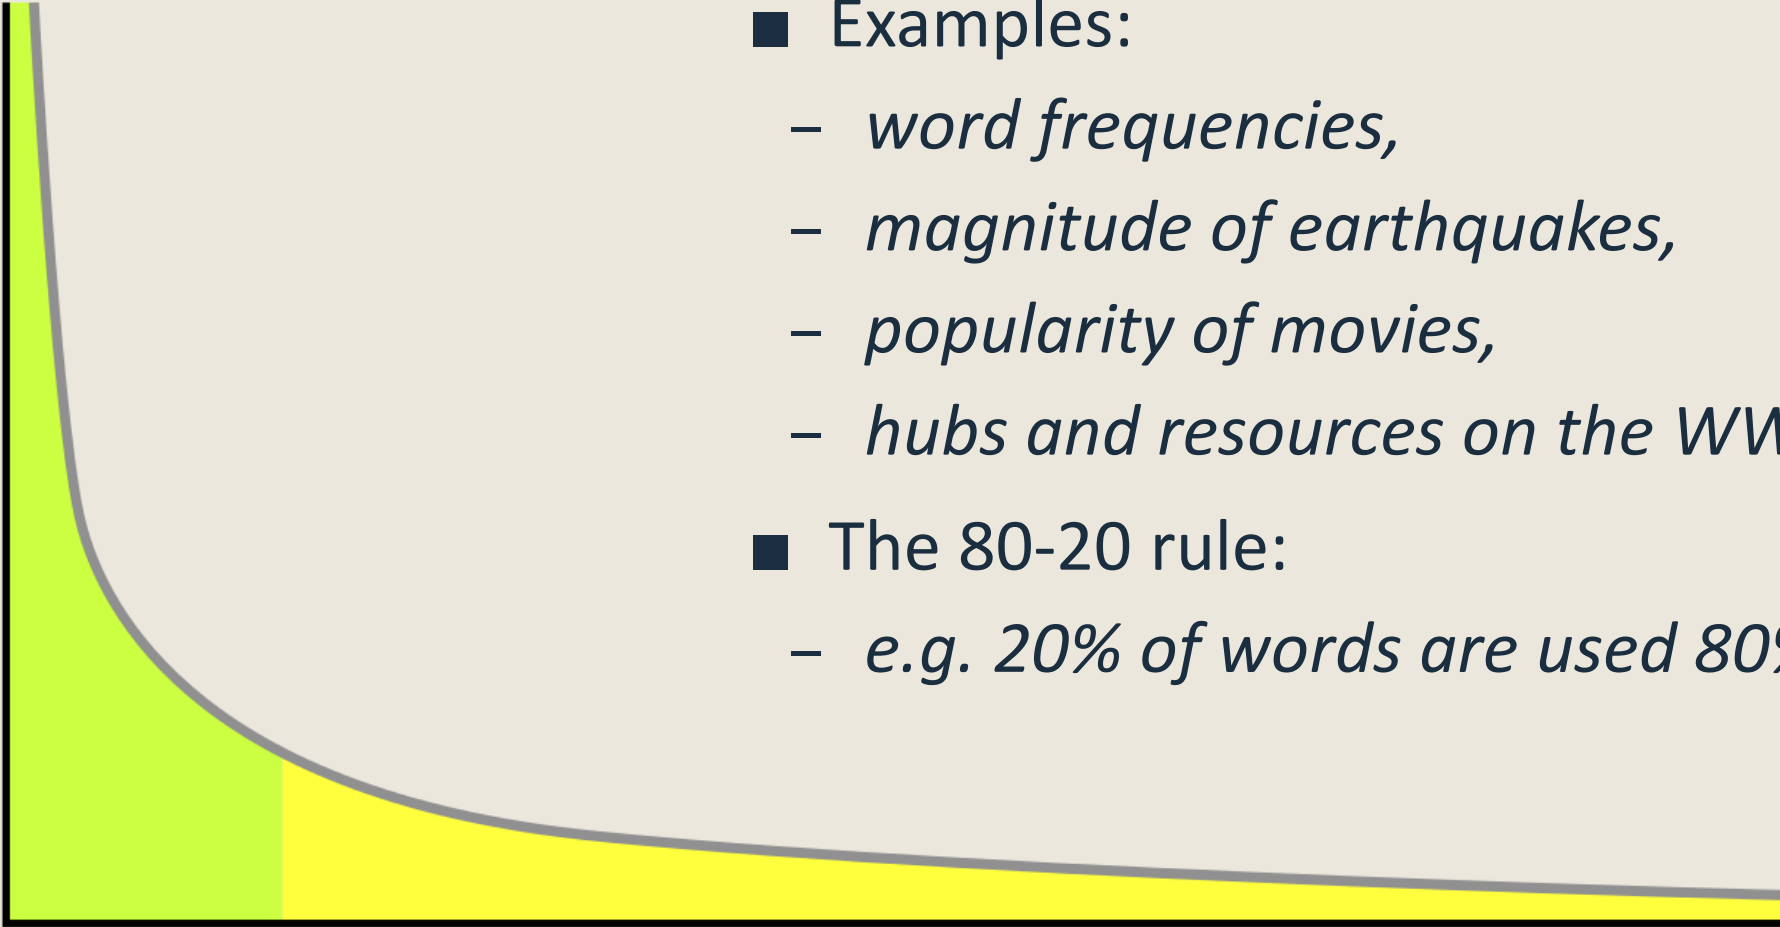 ■ Examples:
– word frequencies,
– magnitude of earthquakes,
– popularity of movies,
– hubs and resources on the
■ The 80-20 rule:
– e.g. 20% of words are used